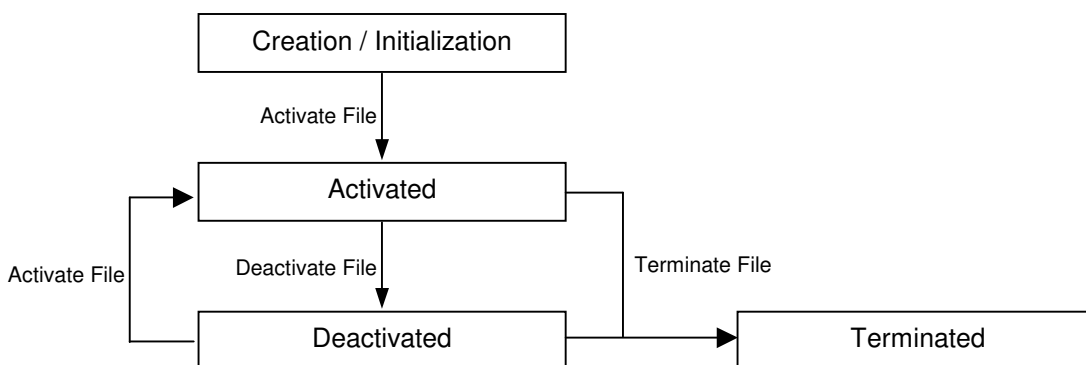 Creation / Initialization
Activate File
Activated
Activate File
Deactivate File
Terminate File
Deactivated
Terminated